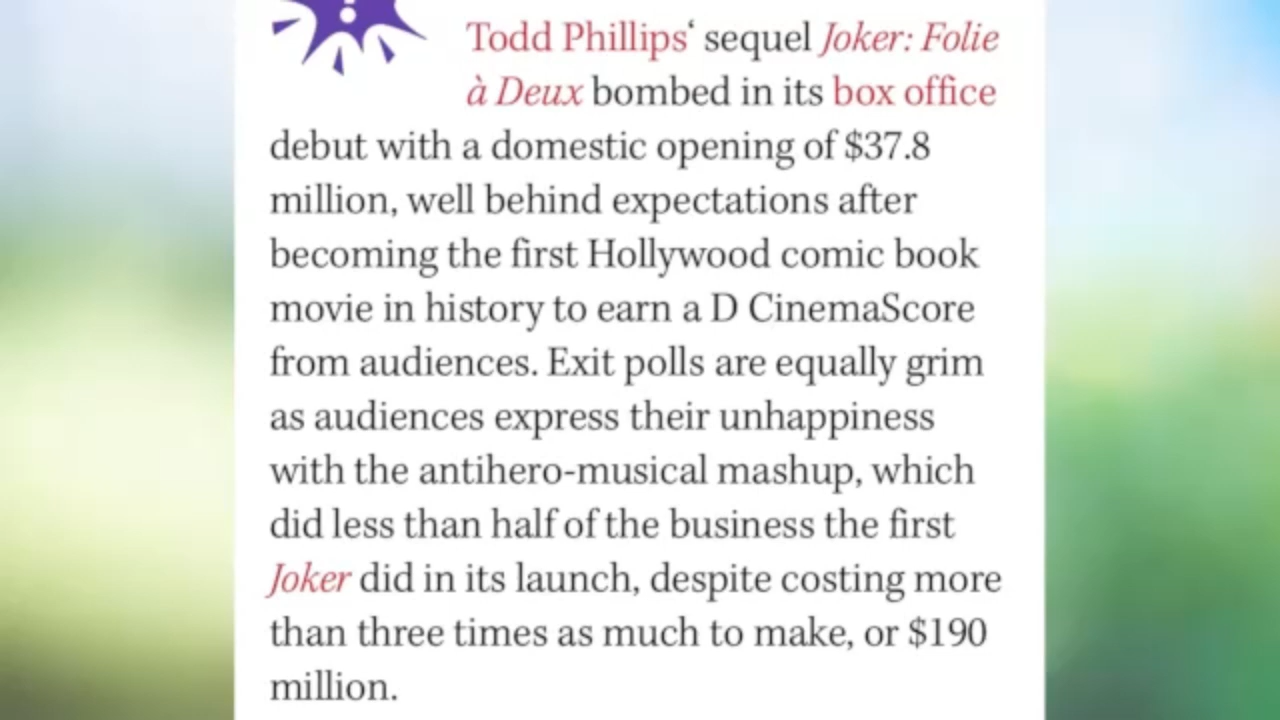 Todd Phillips‘ sequel Joker: Folie
à Deux bombed in its box office
debut with a domestic opening of $37.8
million, well behind expectations after
becoming the first Hollywood comic book
movie in history to earn a D CinemaScore
from audiences. Exit polls are equally grim
as audiences express their unhappiness
with the antihero-musical mashup, which
did less than half of the business the first
Joker did in its launch, despite costing more
than three times as much to make, or $190
million.